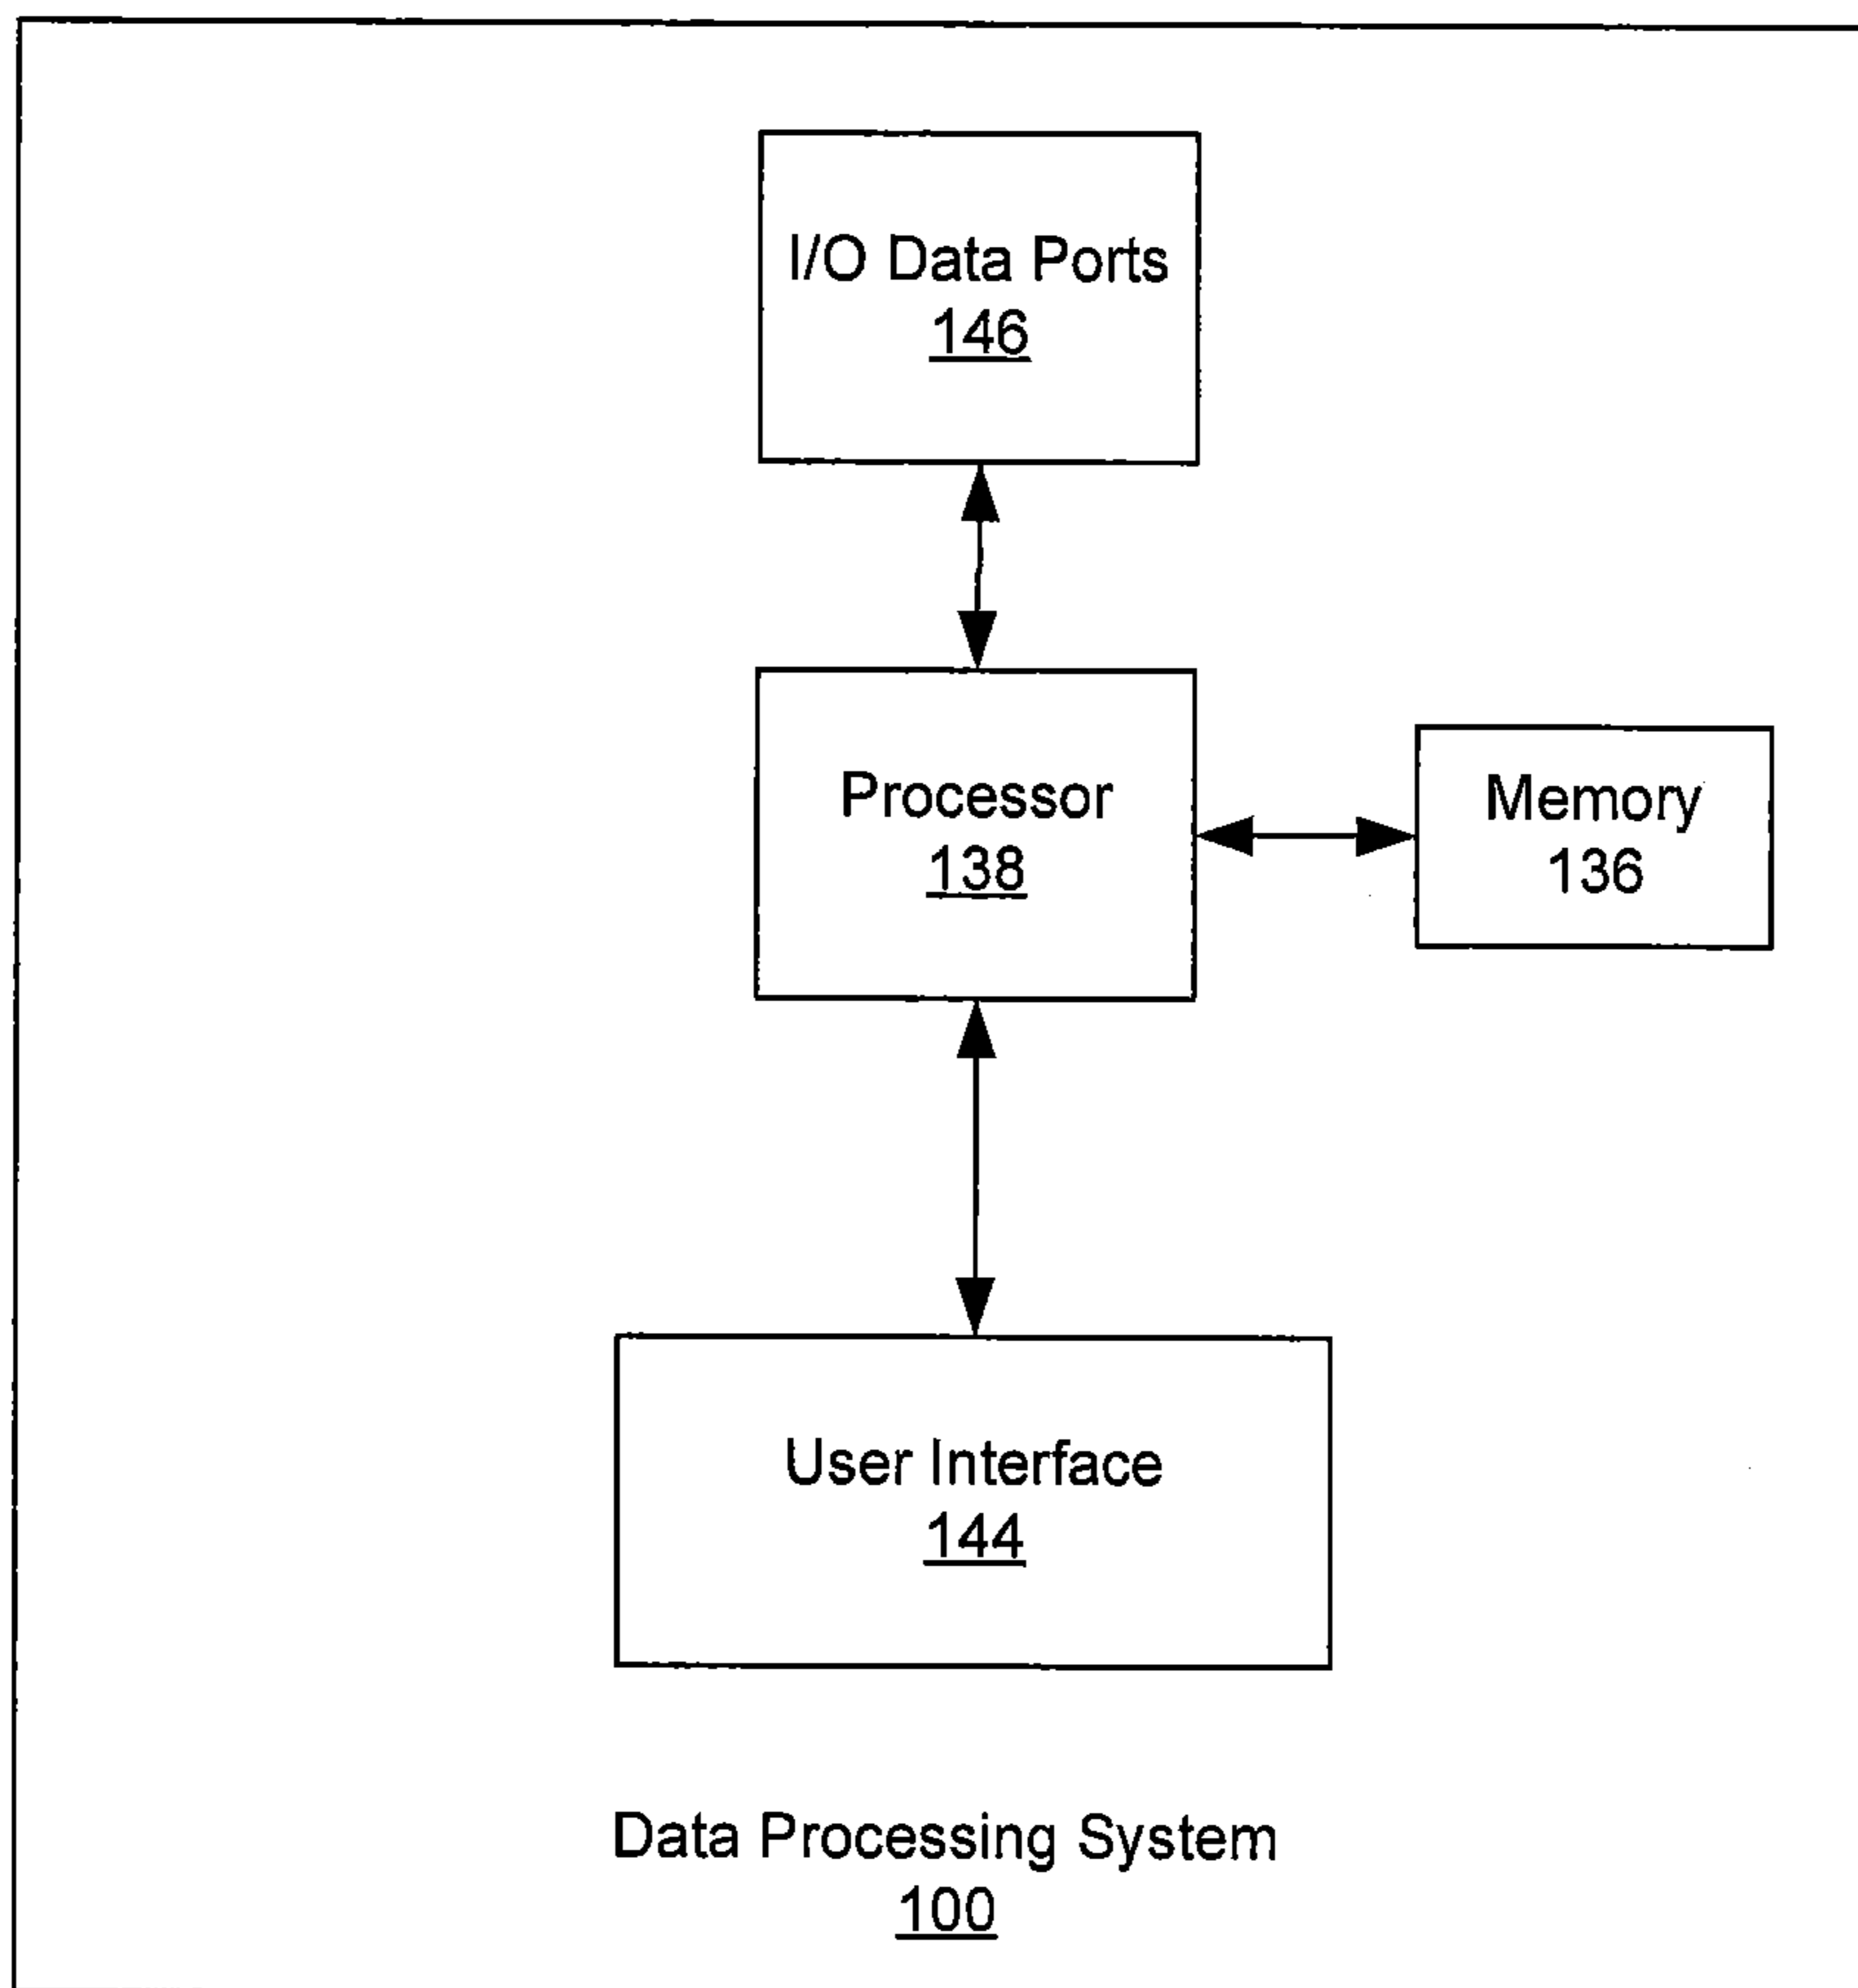 I/O Data Ports
146
Processor
138
Memory
136
User Interface
144
Data Processing System
100